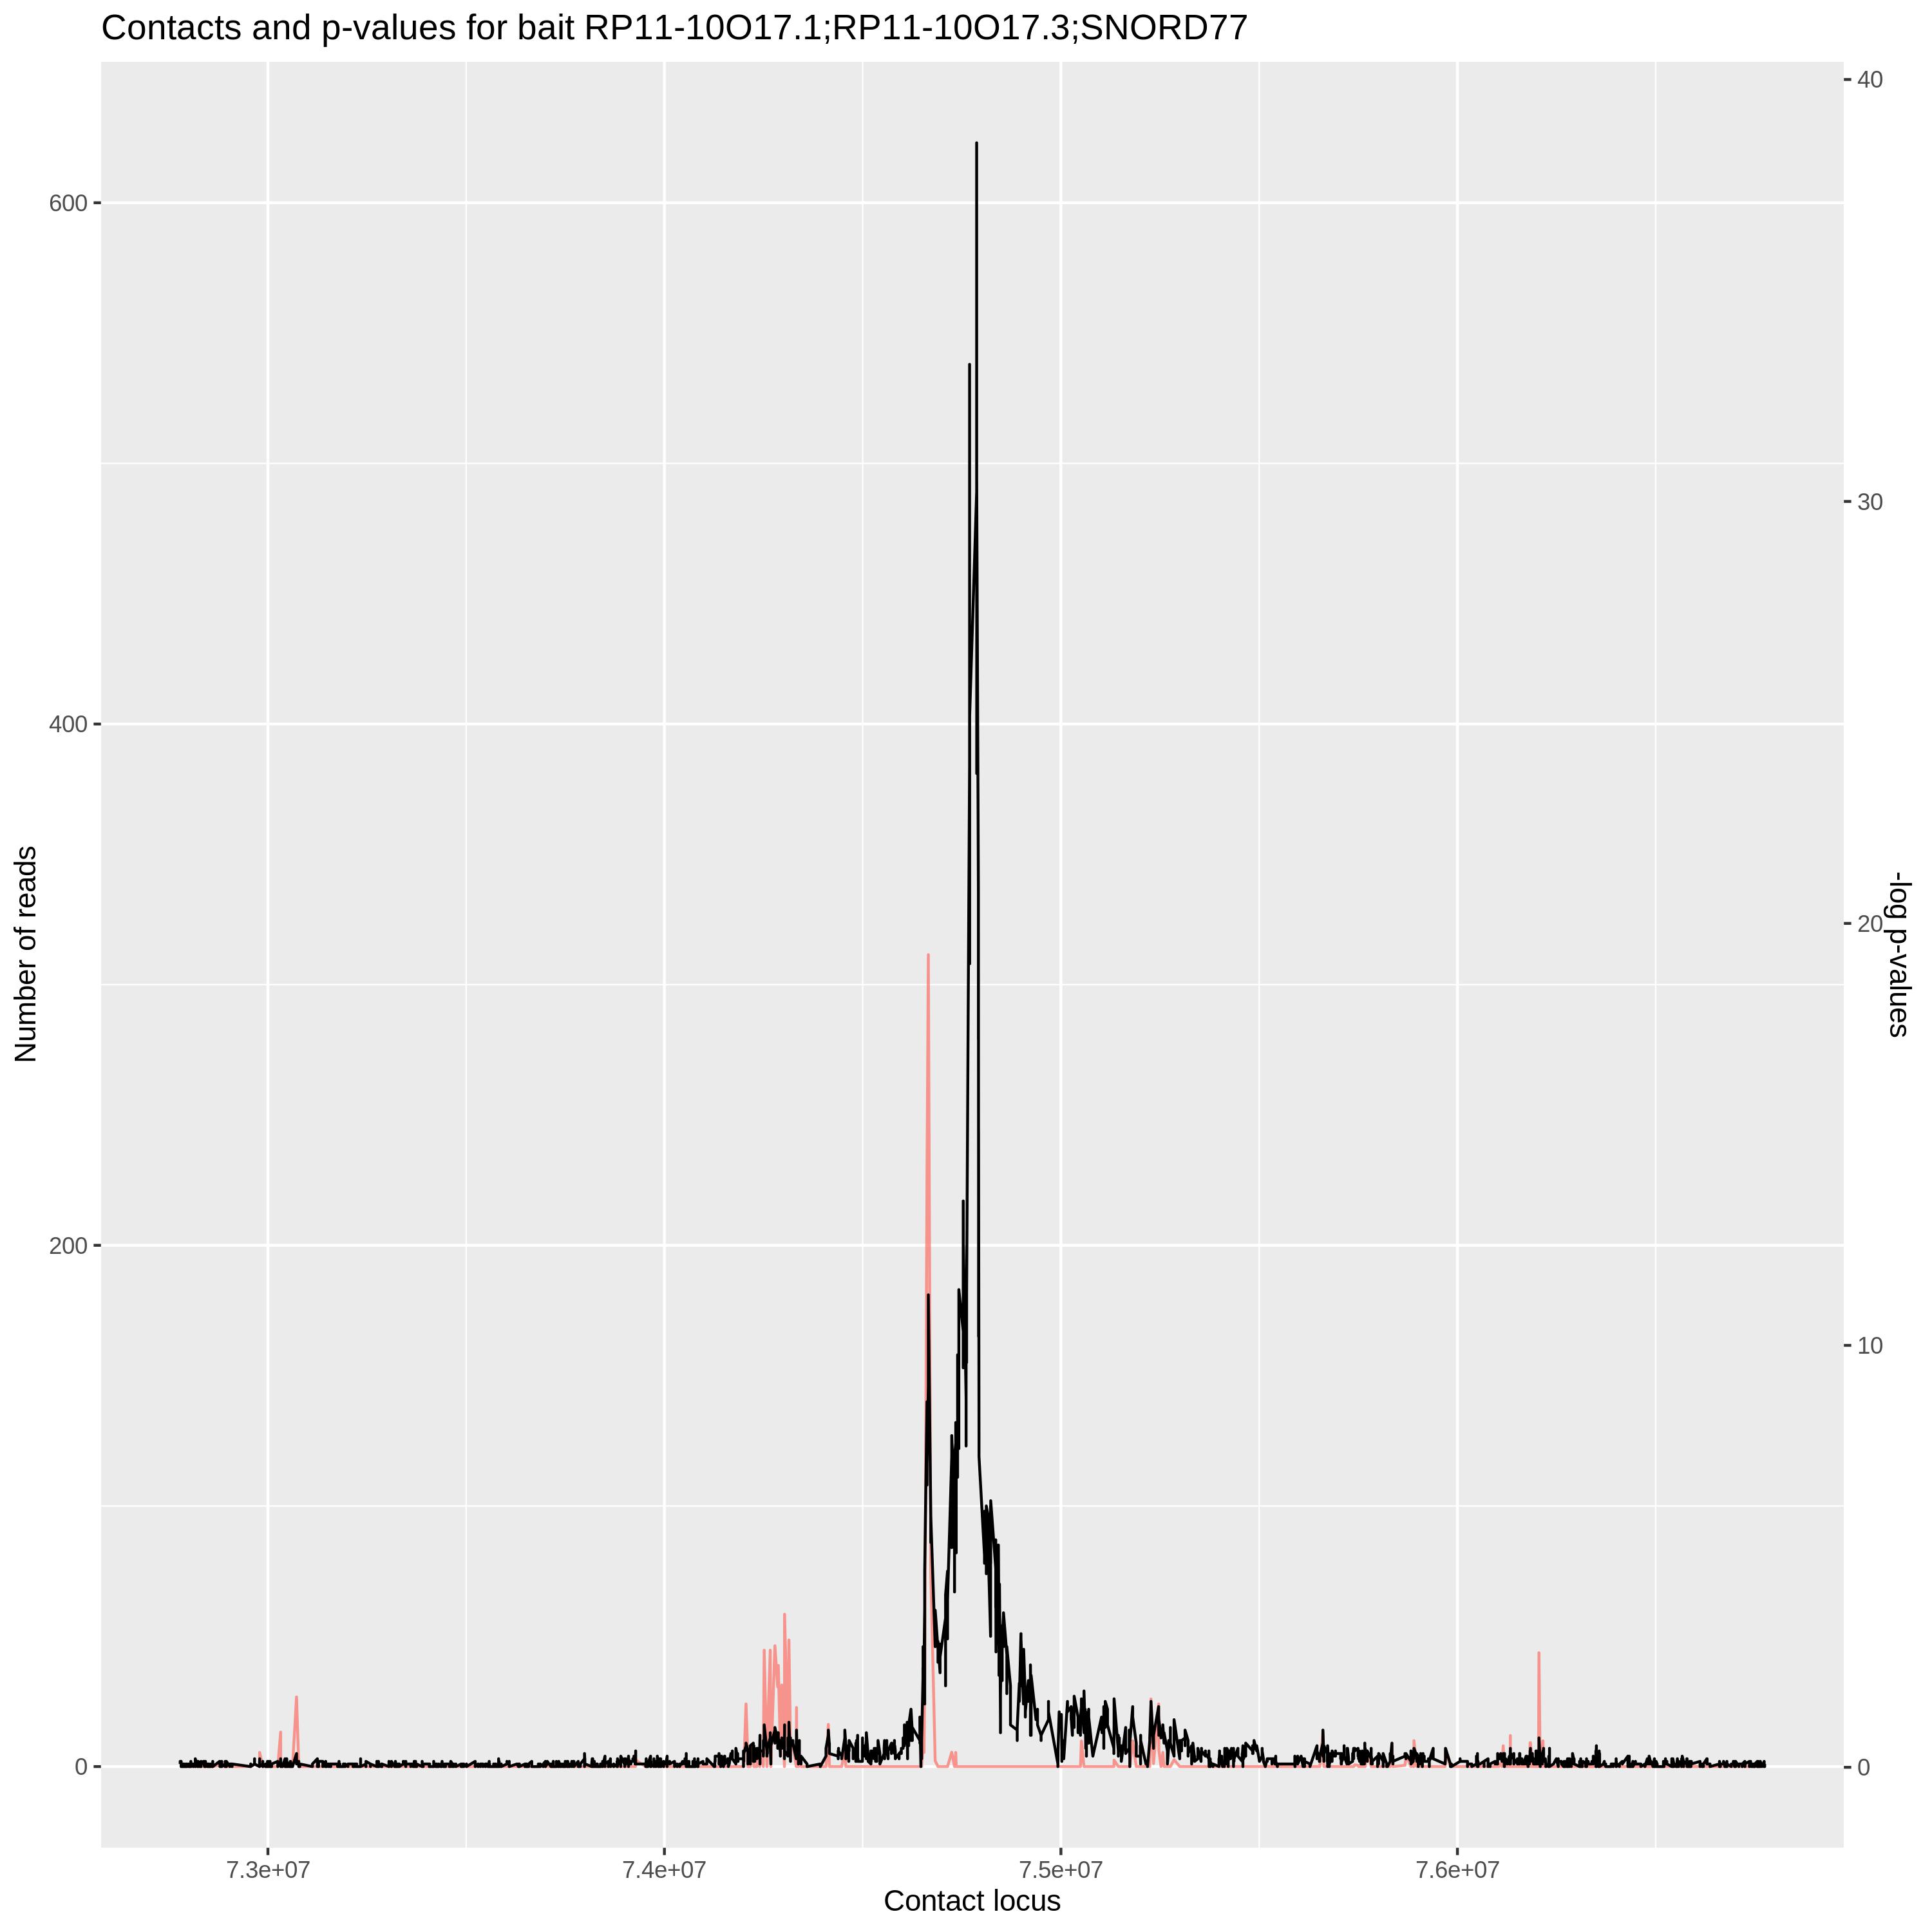 Contacts and p-values for bait RP11-10O17.1;RP11-10O17.3;SNORD77
Number of reads
600
400
200
0
40
30
20
10
0
-log p-values
7.3e+07
7.4e+07
7.5e+07
7.6e+07
Contact locus